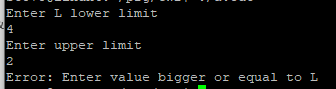 Enter L lower limit
4
Enter upper limit
2
Error: Enter value bigger or equal to L